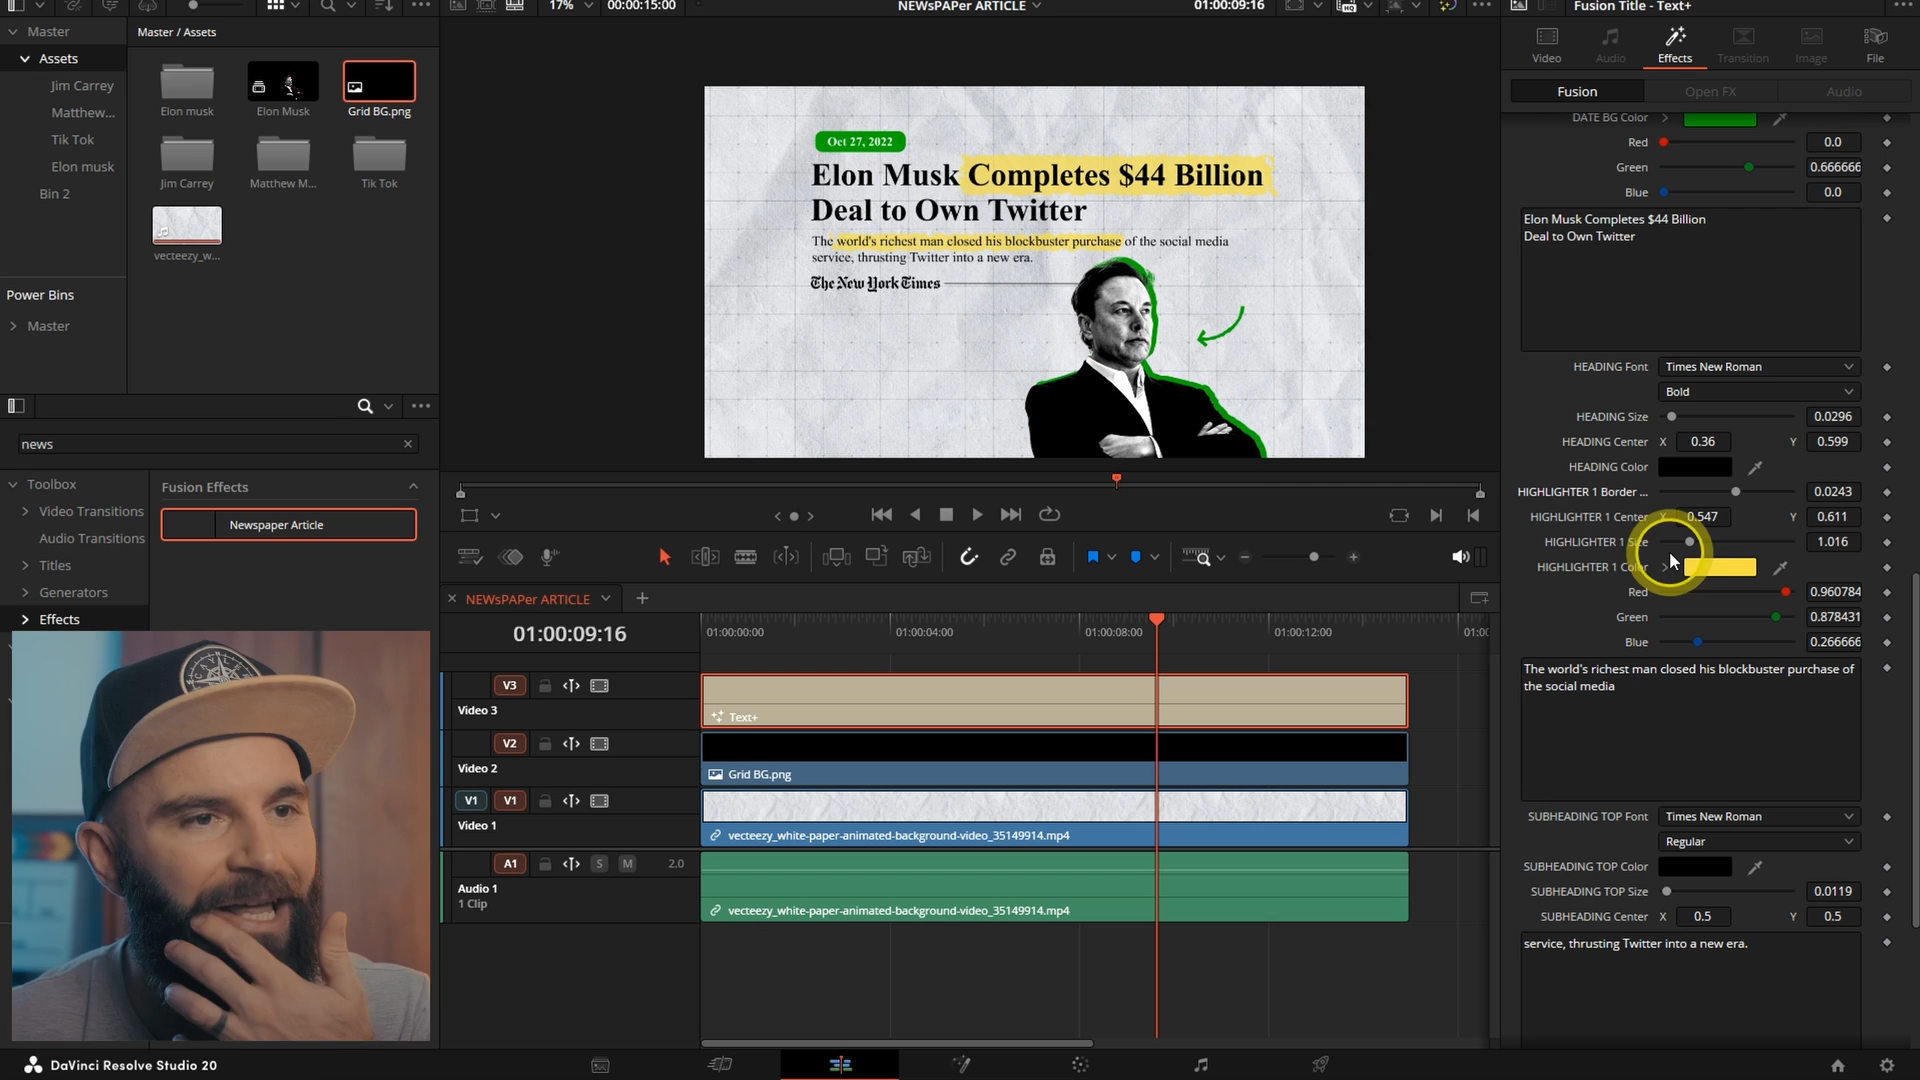 Master
Assets
Jim Carrey
Matthew...
Tik Tok
Elon musk
Bin 2
Power Bins
Master
Master / Assets
Elon musk
Elon Musk
Grid BG.png
Jim Carrey
Matthew M...
Tik Tok
vecteezy_w...
17%
00:00:15:00
NEWsPAPer ARTICLE
01:00:09:16
Oct 27, 2022
Elon Musk Completes $44 Billion
Deal to Own Twitter
The world's richest man closed his blockbuster purchase of the social media
service, thrusting Twitter into a new era.
The New York Times
news
Toolbox
Video Transitions
Audio Transitions
Titles
Generators
Effects
Fusion Effects
Newspaper Article
NEWsPAPer ARTICLE
01:00:09:16
01:00:00:00
01:00:04:00
01:00:08:00
01:00:12:00
01:00
V3
Video 3
Text+
V2
Video 2
Grid BG.png
V1
V1
Video 1
vecteezy_white-paper-animated-background-video_35149914.mp4
A1
S
M
2.0
Audio 1
1 Clip
vecteezy_white-paper-animated-background-video_35149914.mp4
Fusion Title - Text+
Video
Audio
Effects
Transition
Image
File
Fusion
Open FX
Audio
DATE BG Color
Red
0.0
Green
0.666666
Blue
0.0
Elon Musk Completes $44 Billion
Deal to Own Twitter
HEADING Font
Times New Roman
Bold
HEADING Size
0.0296
HEADING Center
X
0.36
Y
0.599
HEADING Color
HIGHLIGHTER 1 Border ...
0.0243
HIGHLIGHTER 1 Center
X
0.547
Y
0.611
HIGHLIGHTER 1 Size
1.016
HIGHLIGHTER 1 Color
Red
0.960784
Green
0.878431
Blue
0.266666
The world's richest man closed his blockbuster purchase of
the social media
SUBHEADING TOP Font
Times New Roman
Regular
SUBHEADING TOP Color
SUBHEADING TOP Size
0.0119
SUBHEADING Center
X
0.5
Y
0.5
service, thrusting Twitter into a new era.
DaVinci Resolve Studio 20